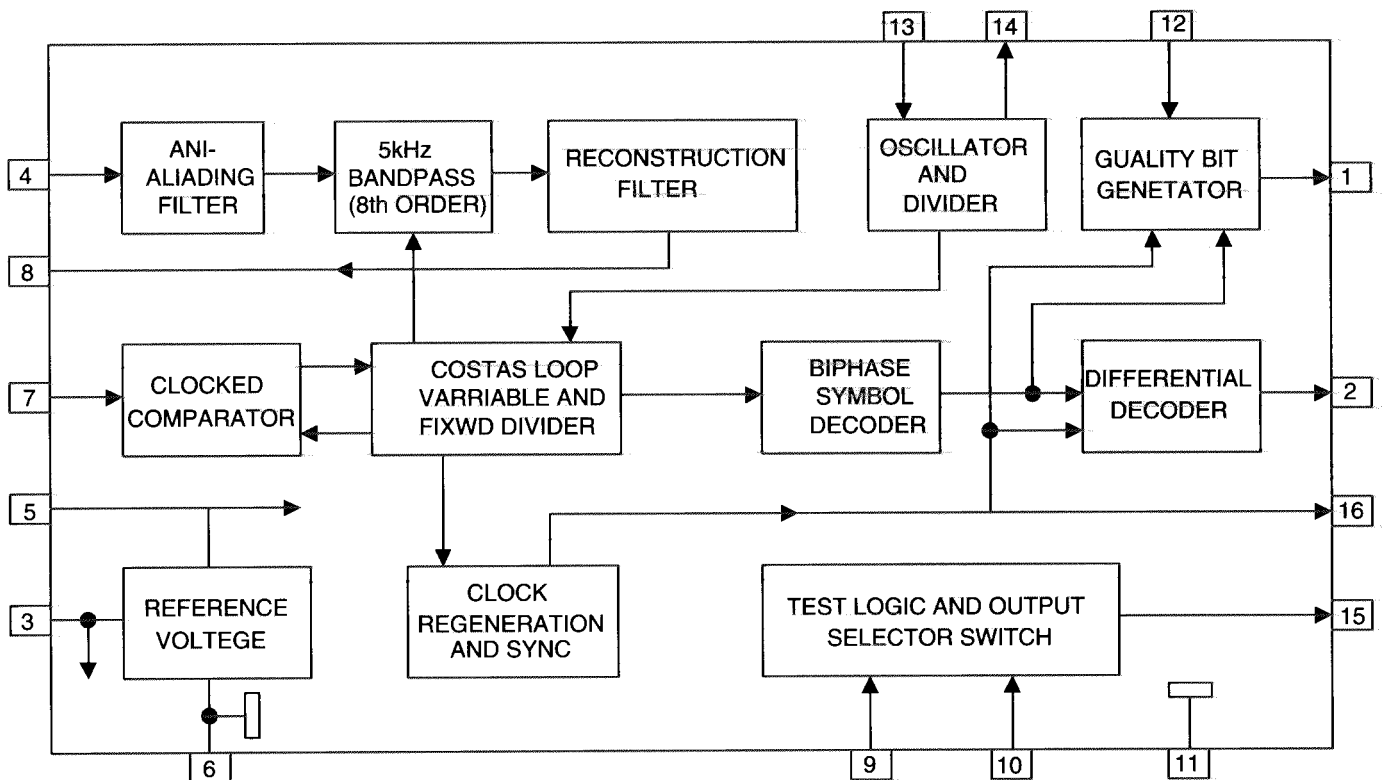 13
14
12
4
ANI-
ALIADING
FILTER
5kHz
BANDPASS
(8th ORDER)
RECONSTRUCTION
FILTER
OSCILLATOR
AND
DIVIDER
GUALITY BIT
GENETATOR
1
8
7
CLOCKED
COMPARATOR
COSTAS LOOP
VARRIABLE AND
FIXWD DIVIDER
BIPHASE
SYMBOL
DECODER
DIFFERENTIAL
DECODER
2
5
16
3
REFERENCE
VOLTEGE
CLOCK
REGENERATION
AND SYNC
TEST LOGIC AND OUTPUT
SELECTOR SWITCH
15
6
9
10
11